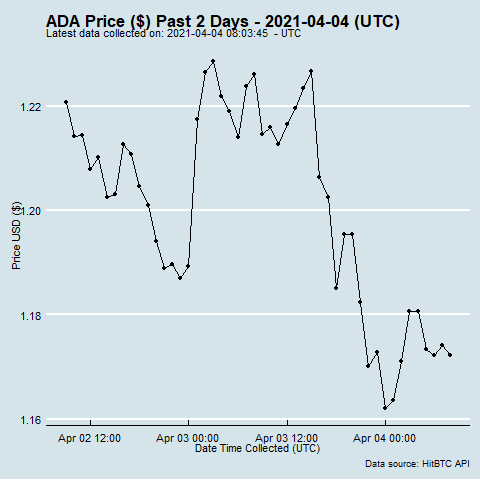 ADA Price ($) Past 2 Days - 2021-04-04 (UTC)
Latest data collected on: 2021-04-04 08:03:45 - UTC
1.22
1.20
1.18
1.16
Price USD ($)
Apr 02 12:00 Apr 03 00:00 Apr 03 12:00 Apr 04 00:00
Date Time Collected (UTC)
Data source: HitBTC API